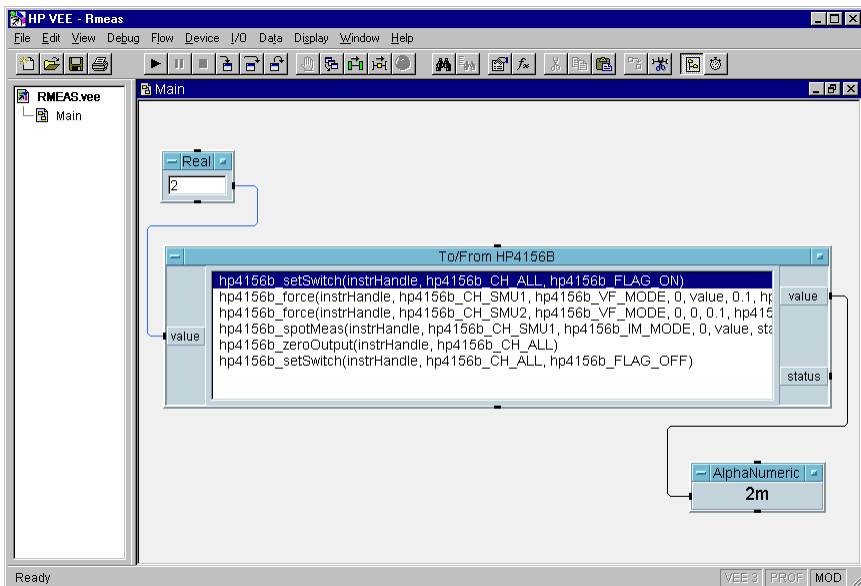 HP VEE - Rmeas
File Edit View Debug Flow Device I/O Data Display Window Help
RMEAS.vee
Main
Main
Real
2
To/From HP4156B
hp4156b_setSwitch(instrHandle, hp4156b_CH_ALL, hp4156b_FLAG_ON)
hp4156b_force(instrHandle, hp4156b_CH_SMU1, hp4156b_VF_MODE, 0, value, 0.1, hp
hp4156b_force(instrHandle, hp4156b_CH_SMU2, hp4156b_VF_MODE, 0, 0, 0.1, hp415
hp4156b_spotMeas(instrHandle, hp4156b_CH_SMU1, hp4156b_IM_MODE, 0, value, sta
hp4156b_zeroOutput(instrHandle, hp4156b_CH_ALL)
hp4156b_setSwitch(instrHandle, hp4156b_CH_ALL, hp4156b_FLAG_OFF)
value
value
status
AlphaNumeric
2m
Ready
VEE 3 PROF MOD